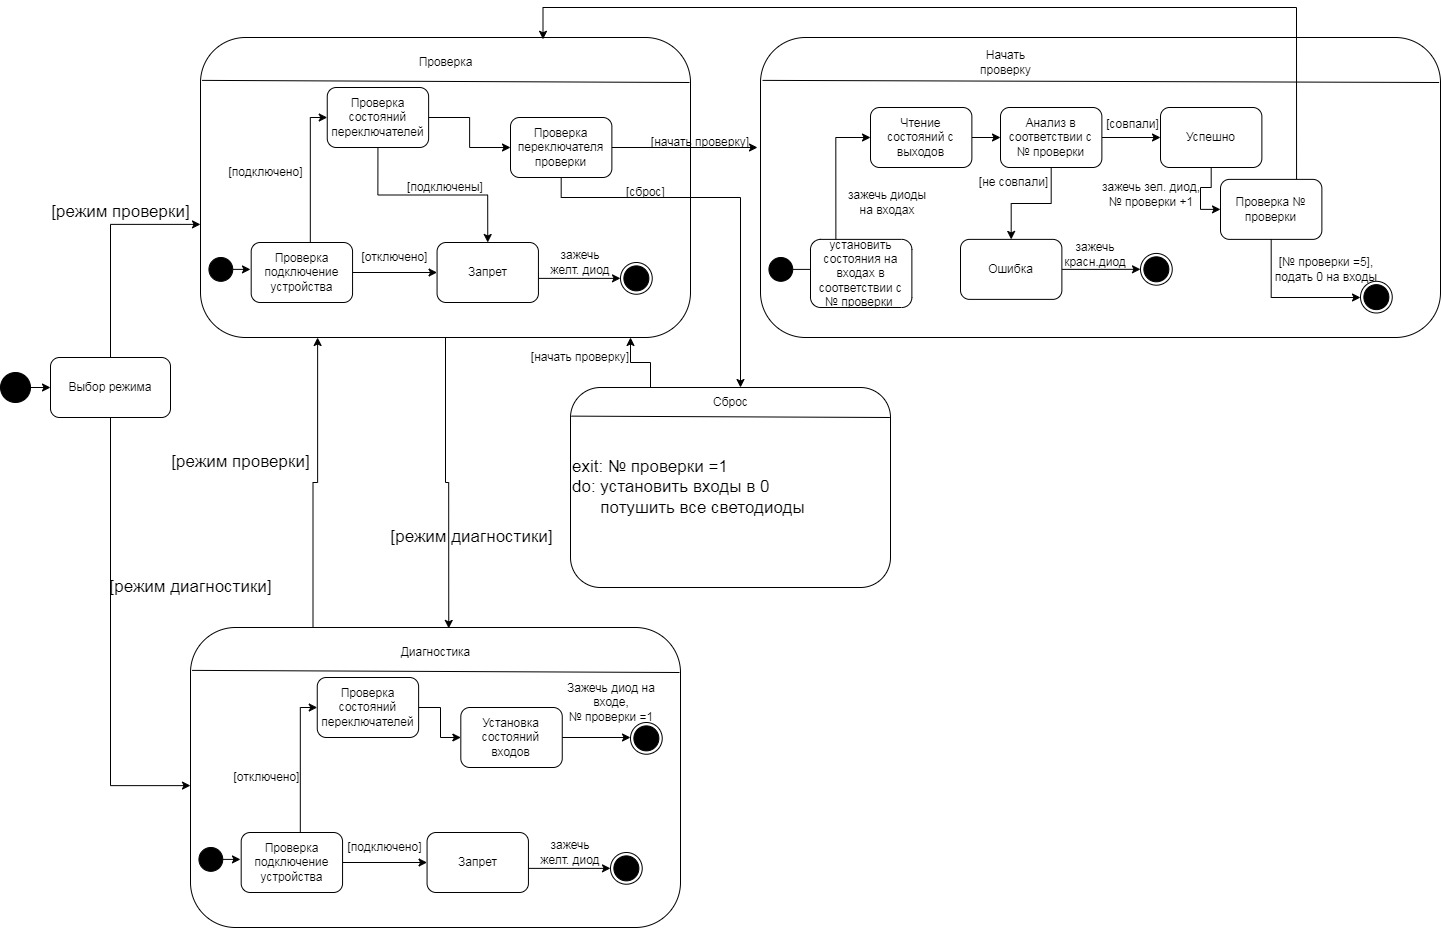 Проверка
Проверка
состояний
переключателей
Проверка
переключателя
проверки
[начать проверку]
[подключено]
[подключены]
[сброс]
[режим проверки]
Проверка
подключение
устройства
[отключено]
Запрет
зажечь
желт. диод
Начать
проверку
Чтение
состояний с
выходов
Анализ в
соответствии с
№ проверки
[совпали]
Успешно
[не совпали]
зажечь диоды
на входах
зажечь зел. диод,
№ проверки +1
Проверка №
проверки
установить
состояния на
входах в
соответствии с
№ проверки
Ошибка
зажечь
красн.диод
[№ проверки =5],
подать 0 на входы
Выбор режима
[начать проверку]
Сброс
exit: № проверки =1
do: установить входы в 0
потушить все светодиоды
[режим проверки]
[режим диагностики]
[режим диагностики]
Диагностика
Проверка
состояний
переключателей
Установка
состояний
входов
Зажечь диод на
входе,
№ проверки =1
[отключено]
Проверка
подключение
устройства
[подключено]
Запрет
зажечь
желт. диод